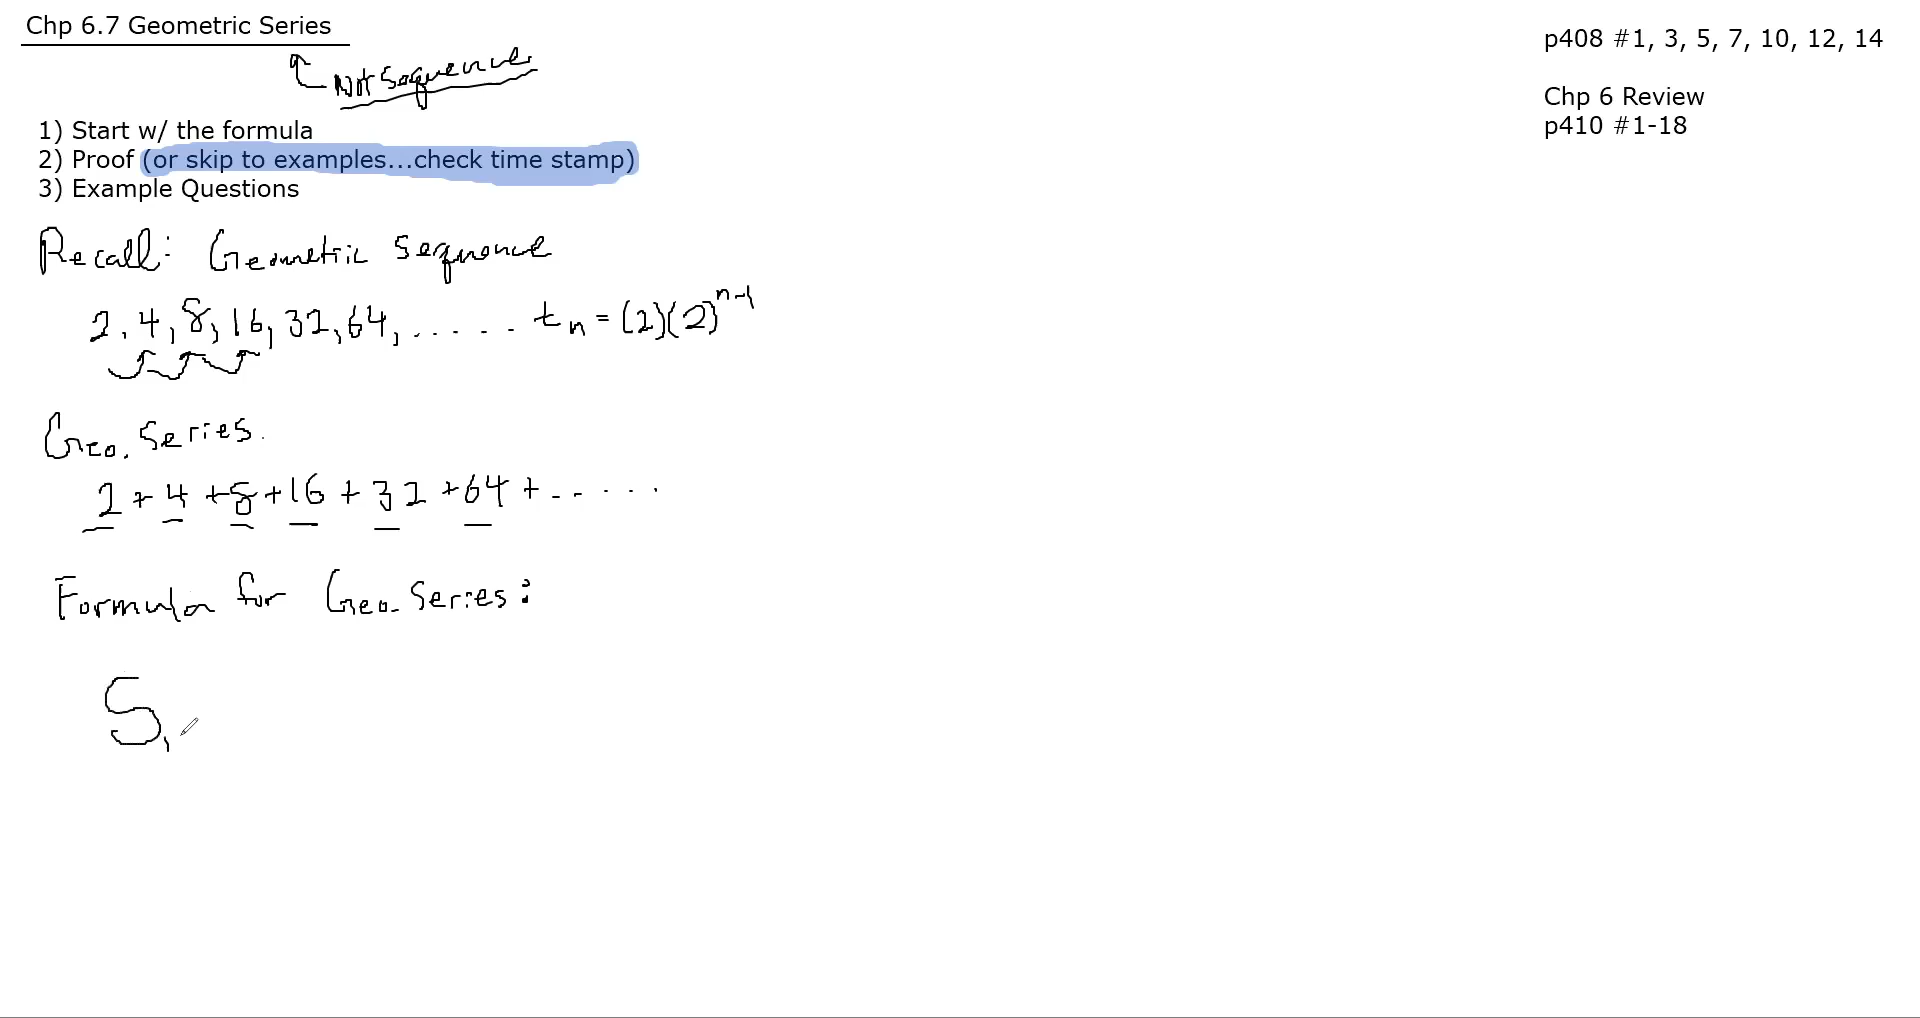 Chp 6.7 Geometric Series
Not Sequence
1) Start w/ the formula
2) Proof (or skip to examples...check time stamp)
3) Example Questions
Recall: Geometric Sequence
2, 4, 8, 16, 32, 64, ..... tₙ = (2)(2)ⁿ⁻¹
Geo. Series.
2 + 4 + 8 + 16 + 32 + 64 + .....
Formula for Geo. Series:
S
p408 #1, 3, 5, 7, 10, 12, 14
Chp 6 Review
p410 #1-18